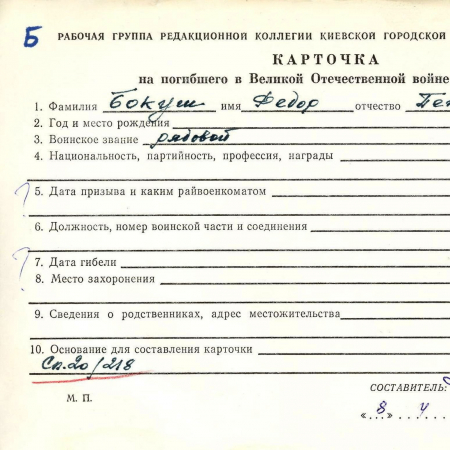 Б
РАБОЧАЯ ГРУППА РЕДАКЦИОННОЙ КОЛЛЕГИИ КИЕВСКОЙ ГОРОДСКОЙ
КАРТОЧКА
на погибшего в Великой Отечественной войне
1. Фамилия Бокуш имя Федор отчество
2. Год и место рождения
3. Воинское звание рядовой
4. Национальность, партийность, профессия, награды
? 5. Дата призыва и каким райвоенкоматом
6. Должность, номер воинской части и соединения
? 7. Дата гибели
8. Место захоронения
9. Сведения о родственниках, адрес местожительства
10. Основание для составления карточки
Сп.20/218
СОСТАВИТЕЛЬ:
М. П.
«8» 4